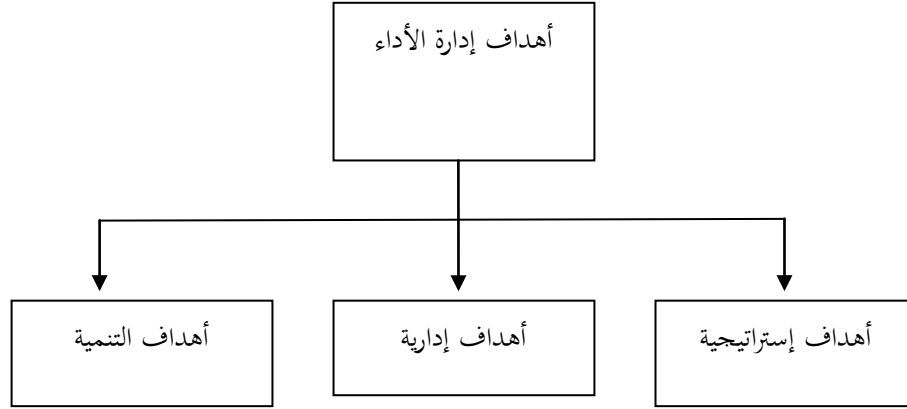 أهداف إدارة الأداء
أهداف إستراتيجية
أهداف إدارية
أهداف التنمية